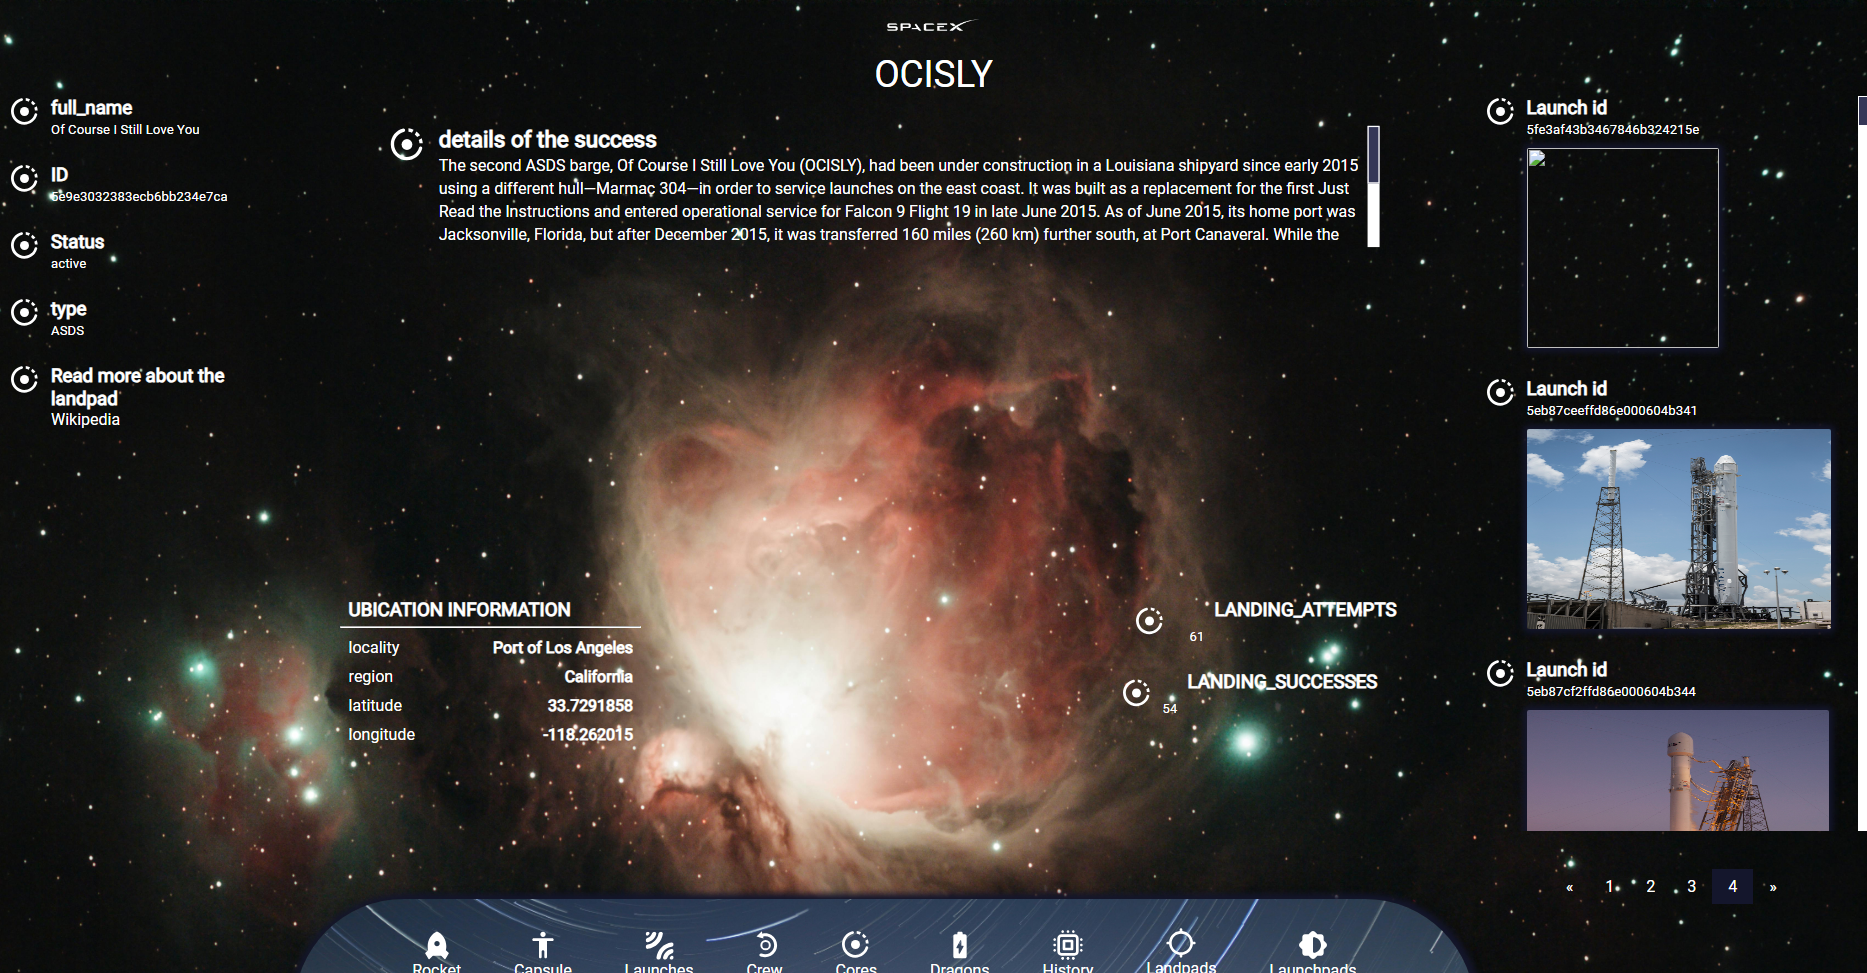 SPACEX
OCISLY
full_name
Of Course I Still Love You
ID
5e9e3032383ecb6bb234e7ca
Status
active
type
ASDS
Read more about the
landpad
Wikipedia
details of the success
The second ASDS barge, Of Course I Still Love You (OCISLY), had been under construction in a Louisiana shipyard since early 2015
using a different hull—Marmac 304—in order to service launches on the east coast. It was built as a replacement for the first Just
Read the Instructions and entered operational service for Falcon 9 Flight 19 in late June 2015. As of June 2015, its home port was
Jacksonville, Florida, but after December 2015, it was transferred 160 miles (260 km) further south, at Port Canaveral. While the
UBICATION INFORMATION
locality Port of Los Angeles
region California
latitude 33.7291858
longitude -118.262015
LANDING_ATTEMPTS
61
LANDING_SUCCESSES
54
Launch id
5fe3af43b3467846b324215e
Launch id
5eb87ceeffd86e000604b341
Launch id
5eb87cf2ffd86e000604b344
« 1 2 3 4 »
Rocket Capsule Launches Crew Cores Dragons History Landpads Launchpads